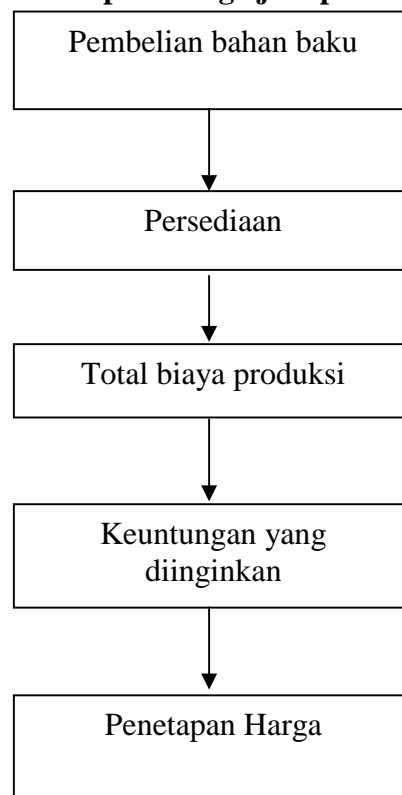 Pembelian bahan baku
Persediaan
Total biaya produksi
Keuntungan yang
diinginkan
Penetapan Harga